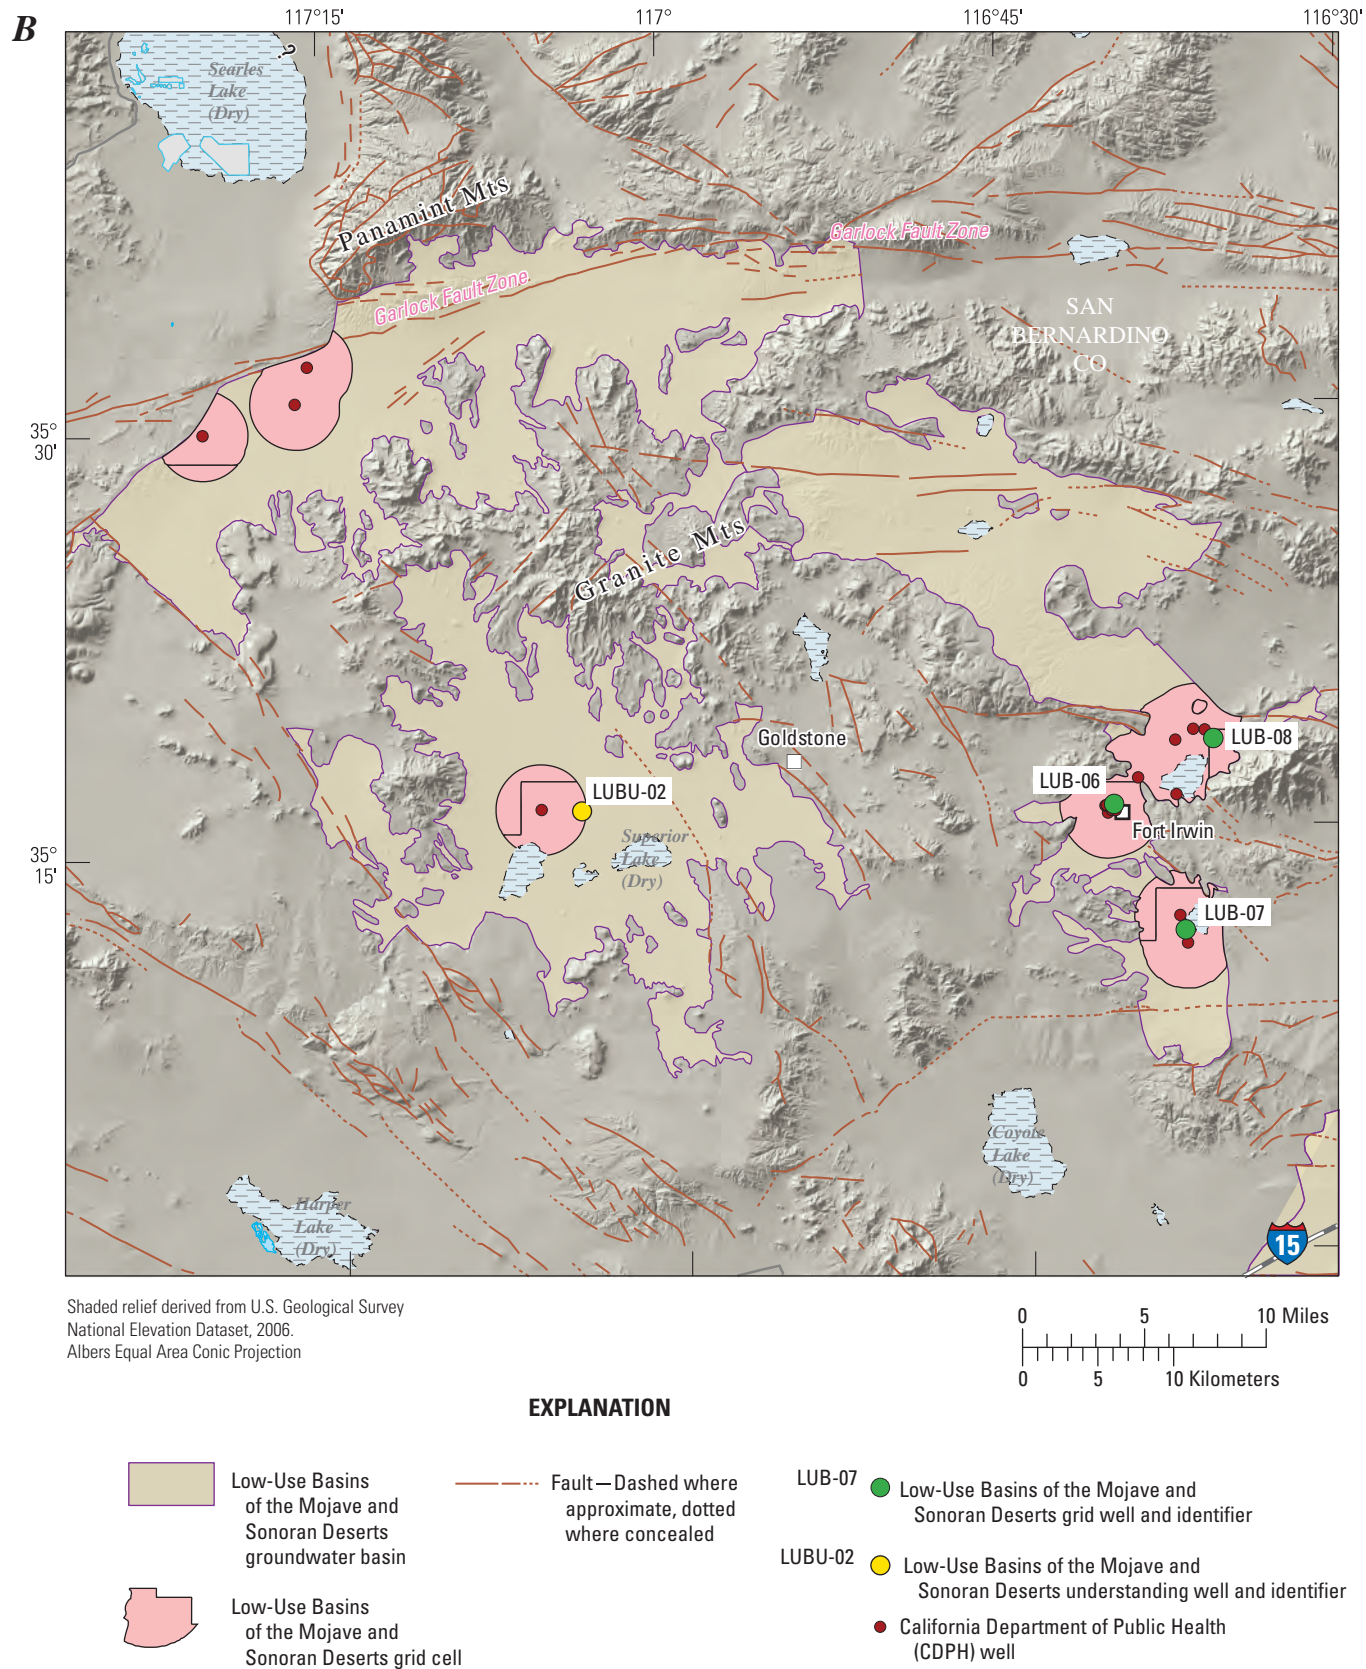 B
117°15'
117°
116°45'
116°30'
?
Searles
Lake
(Dry)
Panamint Mts
Garlock Fault Zone
Garlock Fault Zone
SAN
BERNARDINO
CO
35°
30'
Granite Mts
Goldstone
LUB-08
LUB-06
LUBU-02
Fort Irwin
Superior
Lake
(Dry)
35°
15'
LUB-07
Coyote
Lake
(Dry)
Harper
Lake
(Dry)
15
Shaded relief derived from U.S. Geological Survey
National Elevation Dataset, 2006.
Albers Equal Area Conic Projection
0 5 10 Miles
0 5 10 Kilometers
EXPLANATION
Low-Use Basins
of the Mojave and
Sonoran Deserts
groundwater basin
Low-Use Basins
of the Mojave and
Sonoran Deserts grid cell
Fault—Dashed where
approximate, dotted
where concealed
LUB-07
Low-Use Basins of the Mojave and
Sonoran Deserts grid well and identifier
LUBU-02
Low-Use Basins of the Mojave and
Sonoran Deserts understanding well and identifier
California Department of Public Health
(CDPH) well